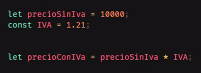 let precioSinIva = 10000;
const IVA = 1.21;
let precioConIVa = precioSinIva * IVA;